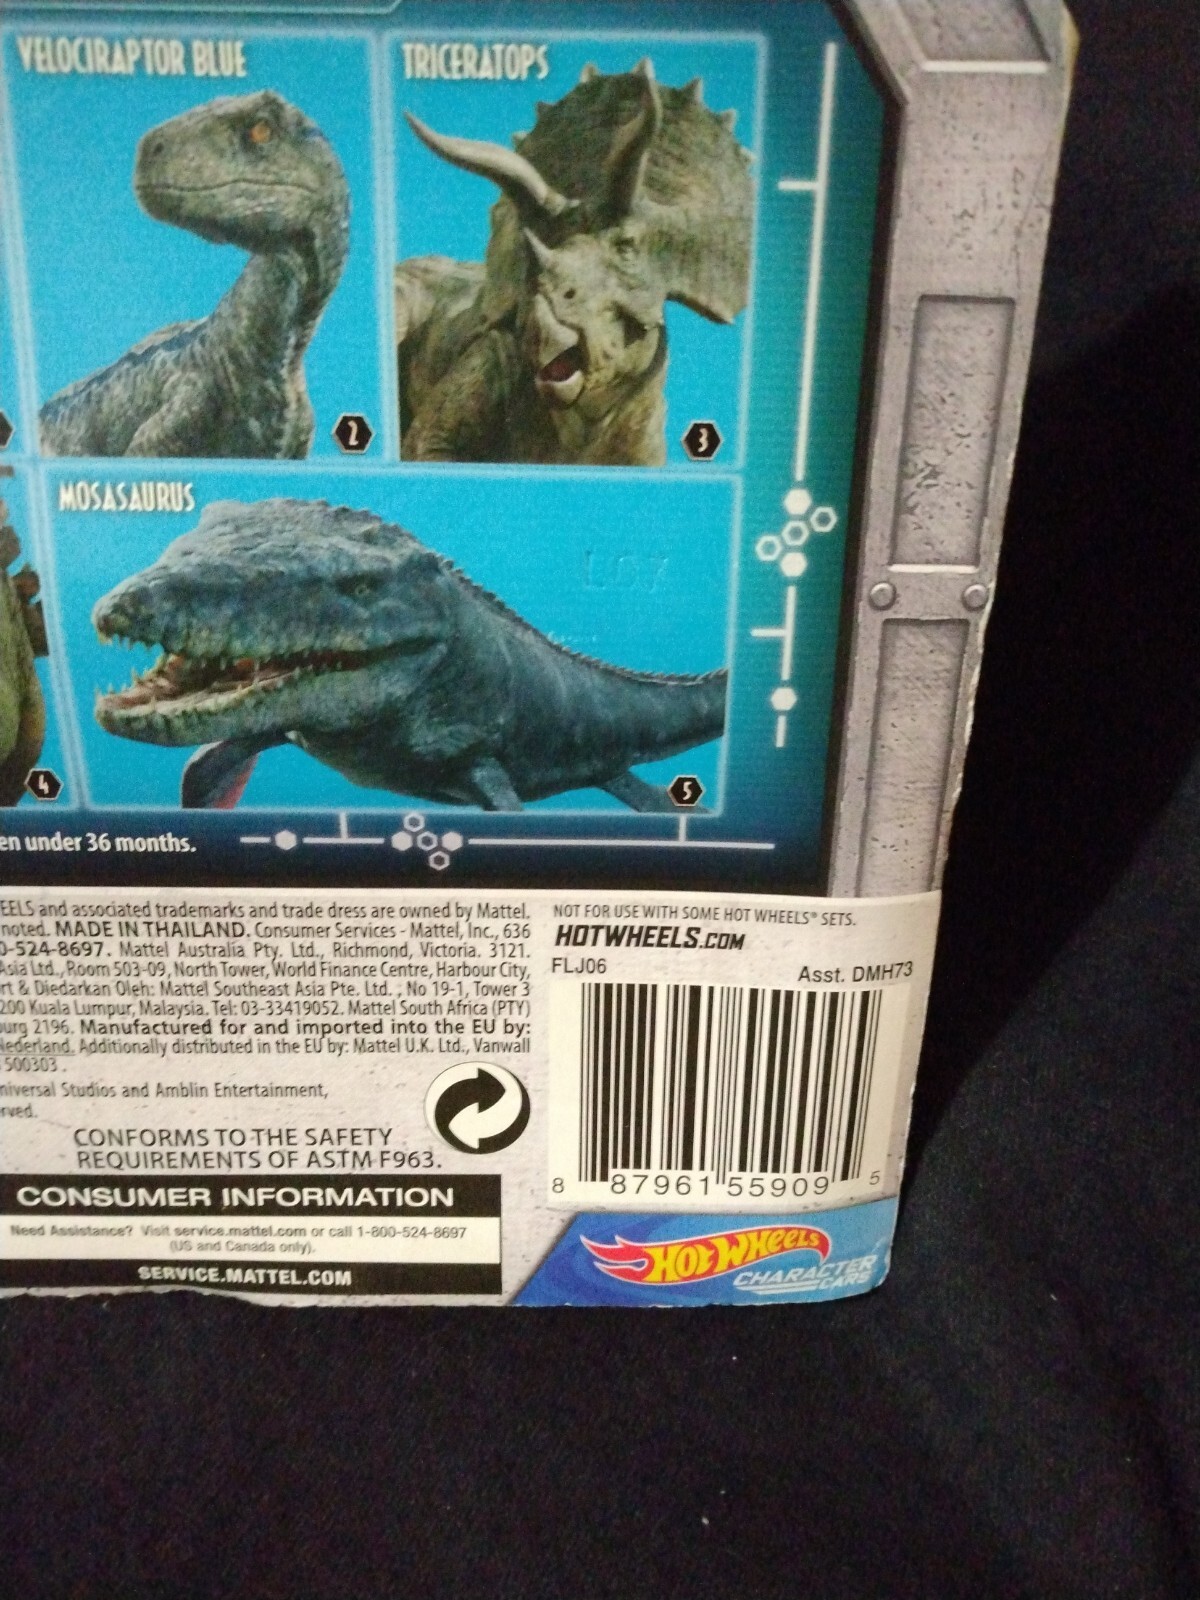 VELOCIRAPTOR BLUE
TRICERATOPS
2
3
MOSASAURUS
L07
4
5
en under 36 months.
EELS and associated trademarks and trade dress are owned by Mattel.
noted. MADE IN THAILAND. Consumer Services - Mattel, Inc., 636
0-524-8697. Mattel Australia Pty. Ltd., Richmond, Victoria. 3121.
Asia Ltd., Room 503-09, North Tower, World Finance Centre, Harbour City,
rt & Diedarkan Oleh: Mattel Southeast Asia Pte. Ltd. , No 19-1, Tower 3
200 Kuala Lumpur, Malaysia. Tel: 03-33419052. Mattel South Africa (PTY)
urg 2196. Manufactured for and imported into the EU by:
Nederland. Additionally distributed in the EU by: Mattel U.K. Ltd., Vanwall
500303.
niversal Studios and Amblin Entertainment,
rved.
CONFORMS TO THE SAFETY
REQUIREMENTS OF ASTM F963.
CONSUMER INFORMATION
Need Assistance? Visit service.mattel.com or call 1-800-524-8697
(US and Canada only).
SERVICE.MATTEL.COM
NOT FOR USE WITH SOME HOT WHEELS® SETS.
HOTWHEELS.COM
FLJ06
Asst. DMH73
8 87961 55909 5
HOT WHEELS
CHARACTER
CARS